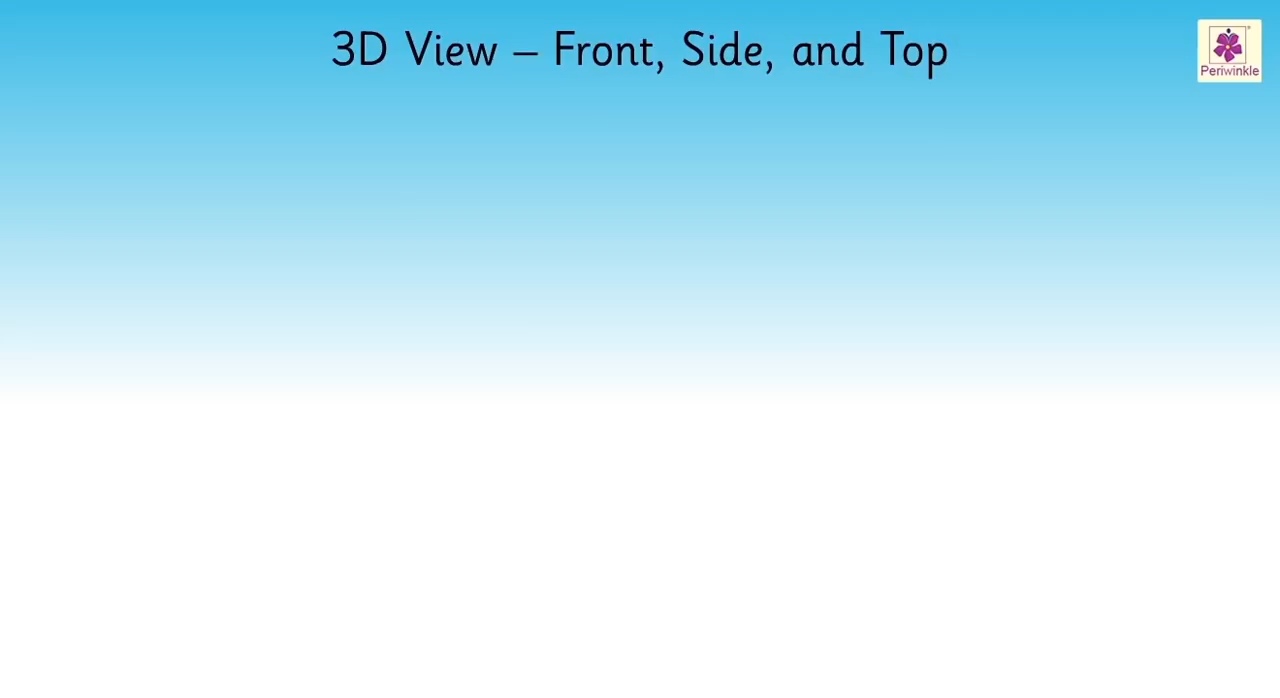 3D View – Front, Side, and Top
Periwinkle